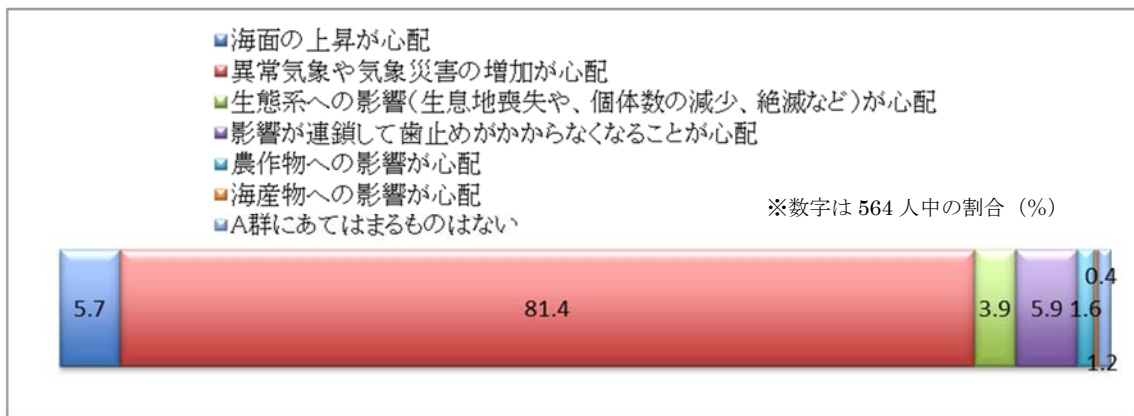 海面の上昇が心配
異常気象や気象災害の増加が心配
生態系への影響(生息地喪失や、個体数の減少、絶滅など)が心配
影響が連鎖して歯止めがかからなくなることが心配
農作物への影響が心配
海産物への影響が心配
A群にあてはまるものはない
※数字は 564 人中の割合（%）
5.7
81.4
3.9
5.9
1.6
0.4
1.2